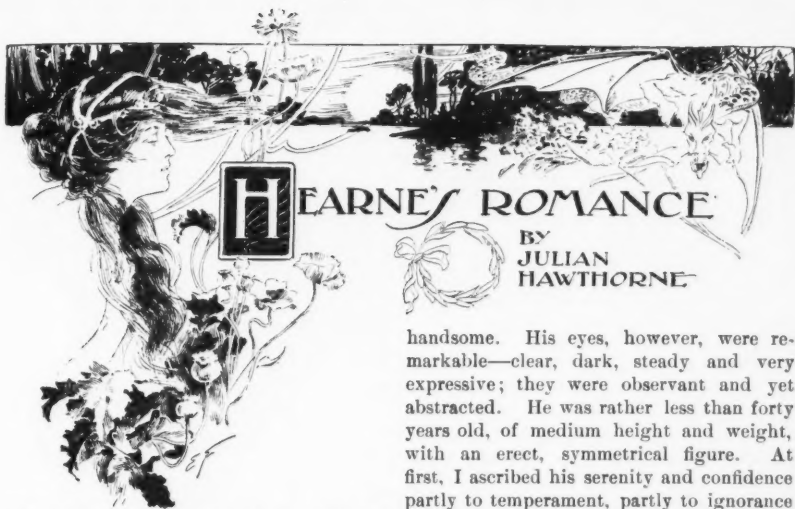 HEARNE'S ROMANCE
BY
JULIAN
HAWTHORNE
handsome. His eyes, however, were re-
markable—clear, dark, steady and very
expressive; they were observant and yet
abstracted. He was rather less than forty
years old, of medium height and weight,
with an erect, symmetrical figure. At
first, I ascribed his serenity and confidence
partly to temperament, partly to ignorance